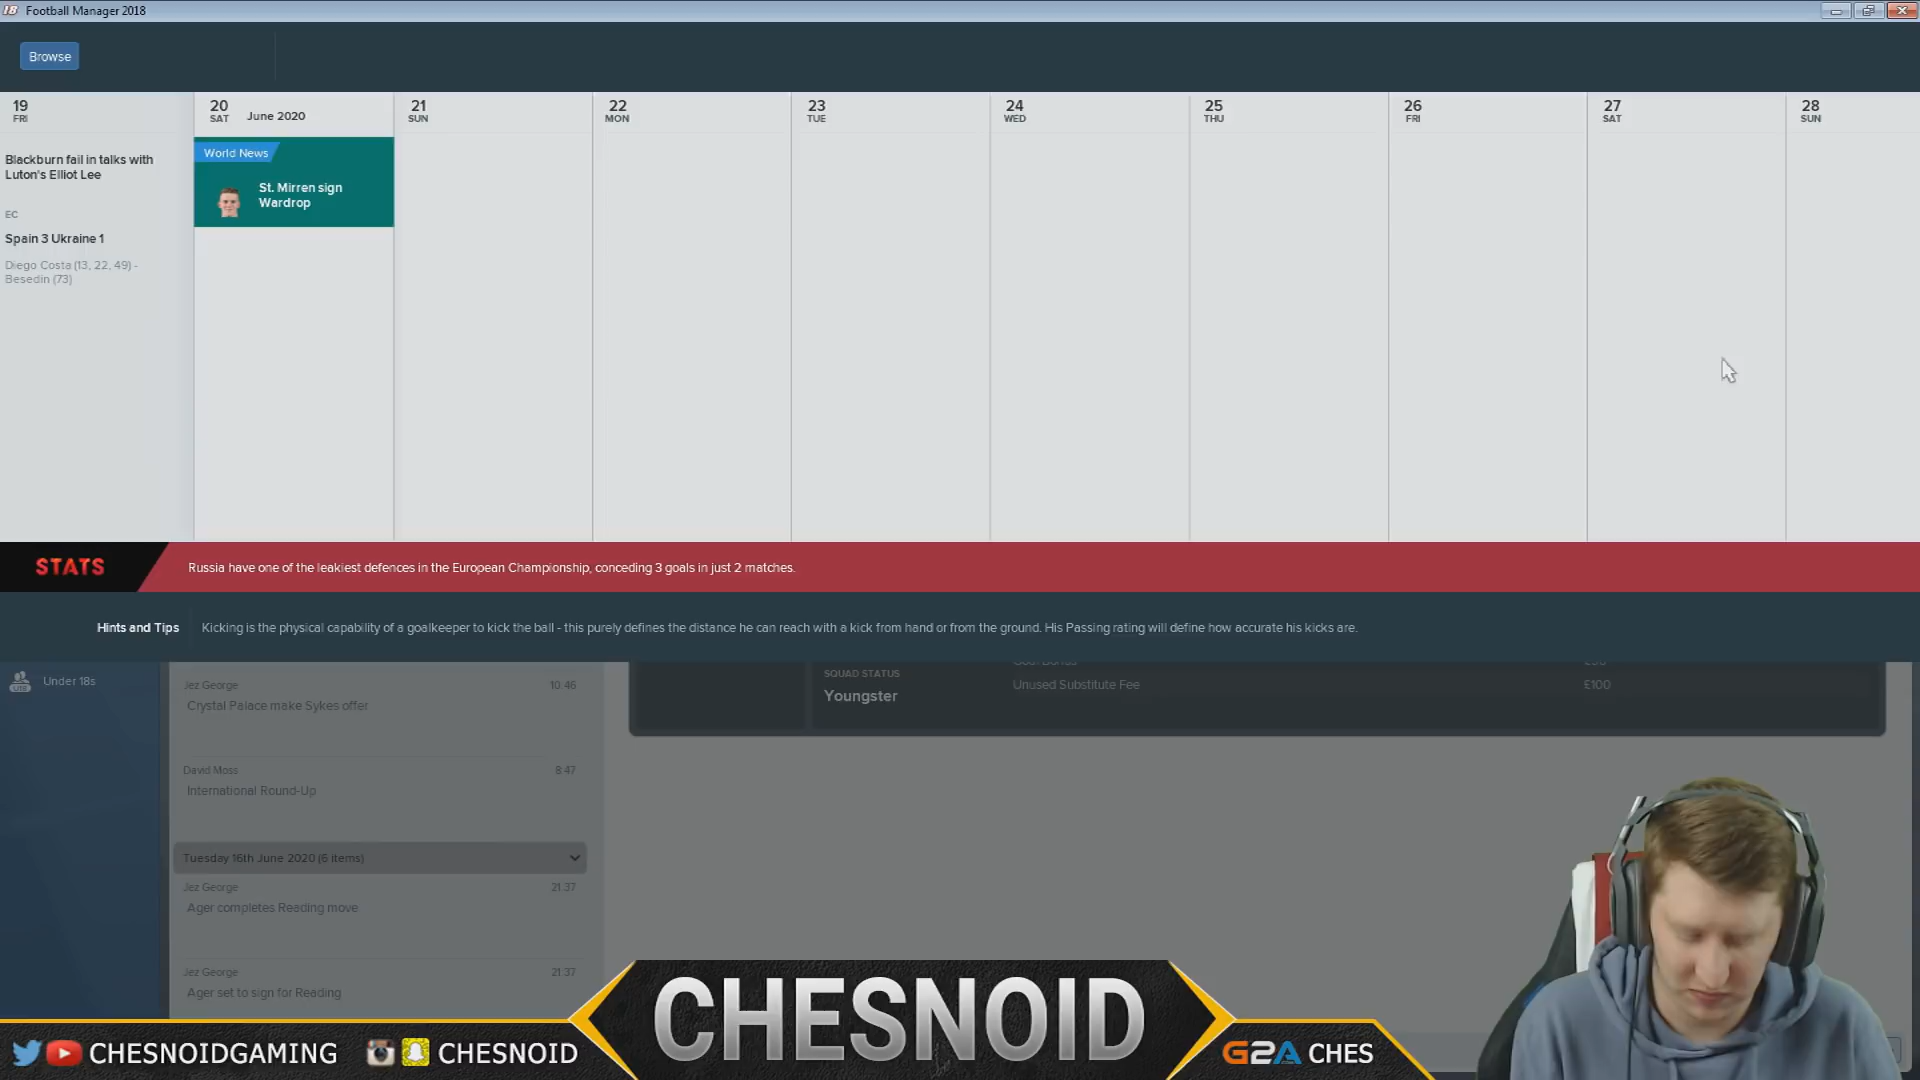 18 Football Manager 2018
Browse
19
FRI
20
SAT
June 2020
21
SUN
22
MON
23
TUE
24
WED
25
THU
26
FRI
27
SAT
28
SUN
Blackburn fail in talks with
Luton's Elliot Lee
EC
Spain 3 Ukraine 1
Diego Costa (13, 22, 49) -
Besedin (73)
World News
St. Mirren sign
Wardrop
STATS
Russia have one of the leakiest defences in the European Championship, conceding 3 goals in just 2 matches.
Hints and Tips
Kicking is the physical capability of a goalkeeper to kick the ball - this purely defines the distance he can reach with a kick from hand or from the ground. His Passing rating will define how accurate his kicks are.
U18
Under 18s
Jez George
10:46
Crystal Palace make Sykes offer
David Moss
8:47
International Round-Up
Tuesday 16th June 2020 (6 items)
Jez George
21:37
Ager completes Reading move
Jez George
21:37
Ager set to sign for Reading
SQUAD STATUS
Youngster
Unused Substitute Fee
£100
CHESNOIDGAMING
CHESNOID
CHESNOID
G2A CHES